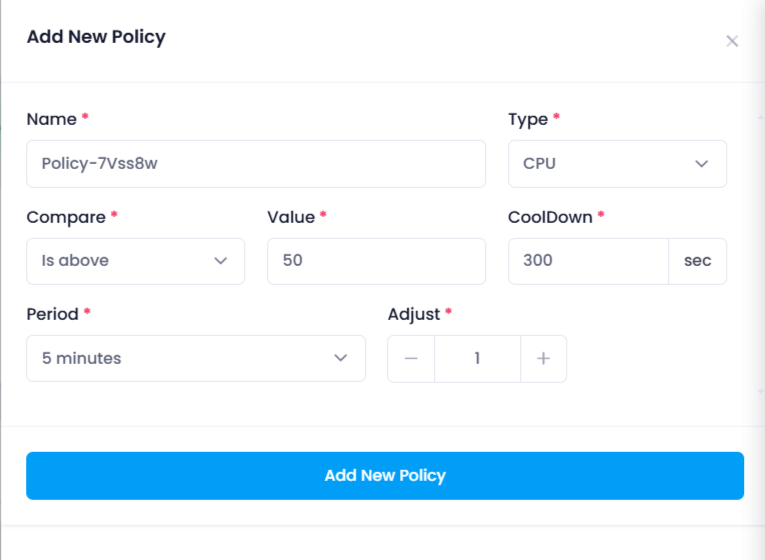 Add New Policy
Name * Type *
Policy-7Vss8w CPU
Compare * Value * CoolDown *
Is above 50 300 sec
Period * Adjust *
5 minutes 1
Add New Policy